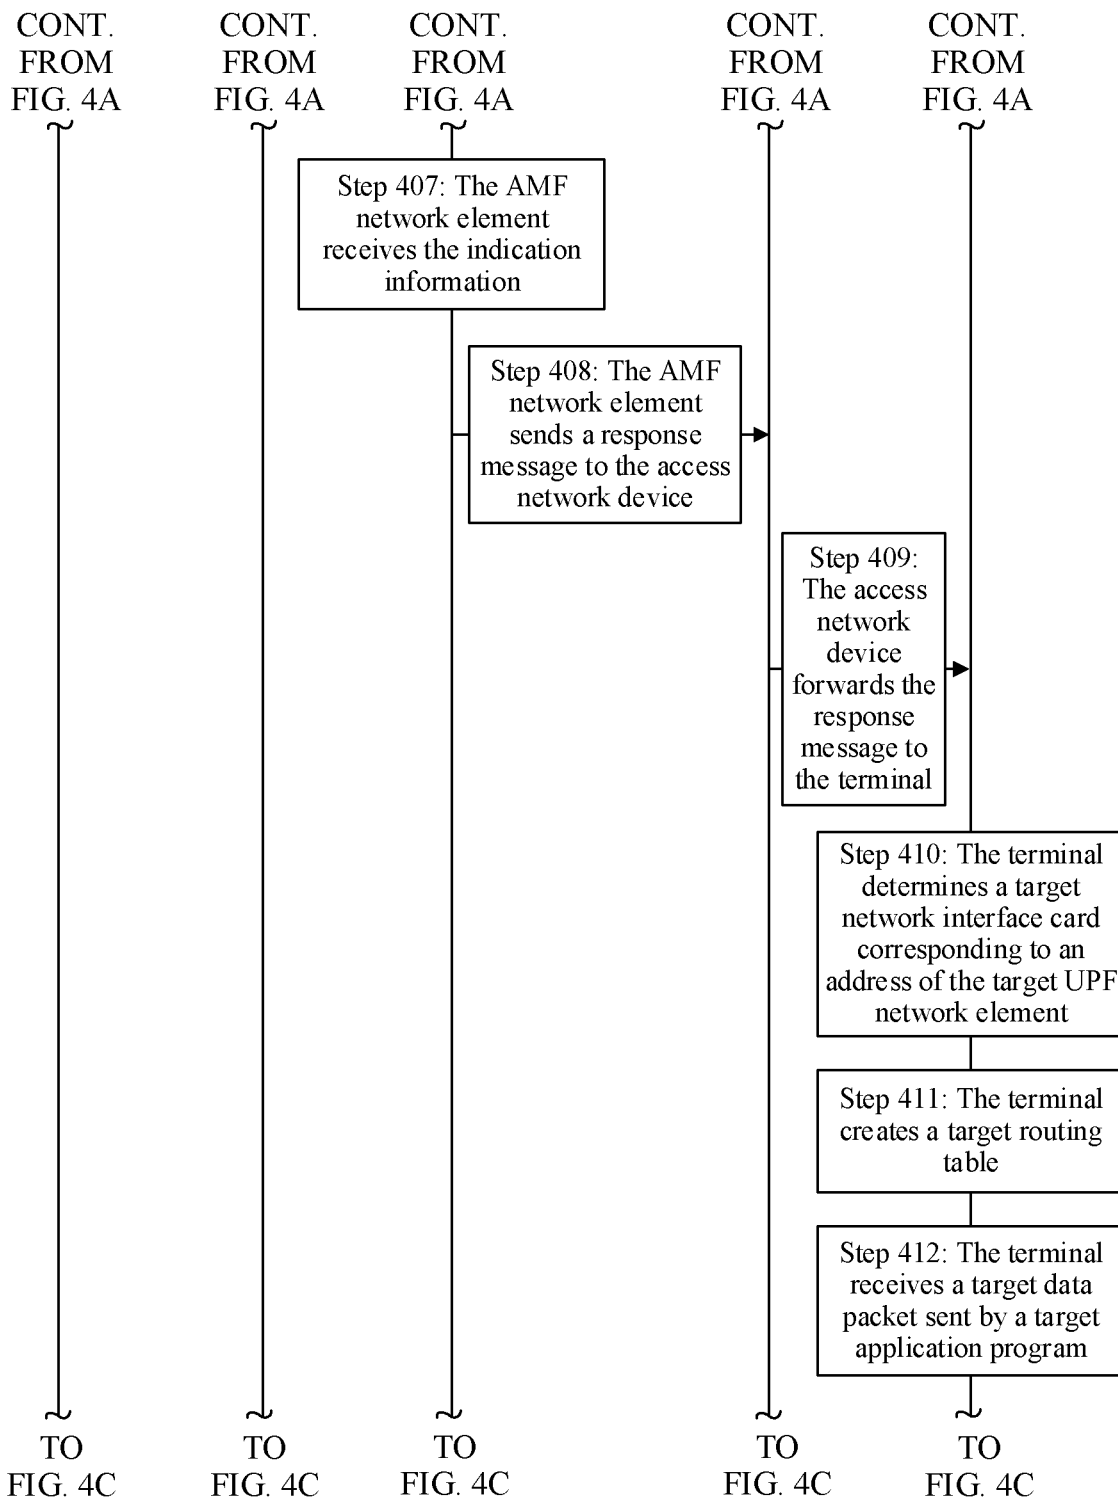 CONT.
FROM
FIG. 4A
CONT.
FROM
FIG. 4A
CONT.
FROM
FIG. 4A
CONT.
FROM
FIG. 4A
CONT.
FROM
FIG. 4A
Step 407: The AMF
network element
receives the indication
information
Step 408: The AMF
network element
sends a response
message to the access
network device
Step 409:
The access
network
device
forwards the
response
message to
the terminal
Step 410: The terminal
determines a target
network interface card
corresponding to an
address of the target UPF
network element
Step 411: The terminal
creates a target routing
table
Step 412: The terminal
receives a target data
packet sent by a target
application program
TO
FIG. 4C
TO
FIG. 4C
TO
FIG. 4C
TO
FIG. 4C
TO
FIG. 4C